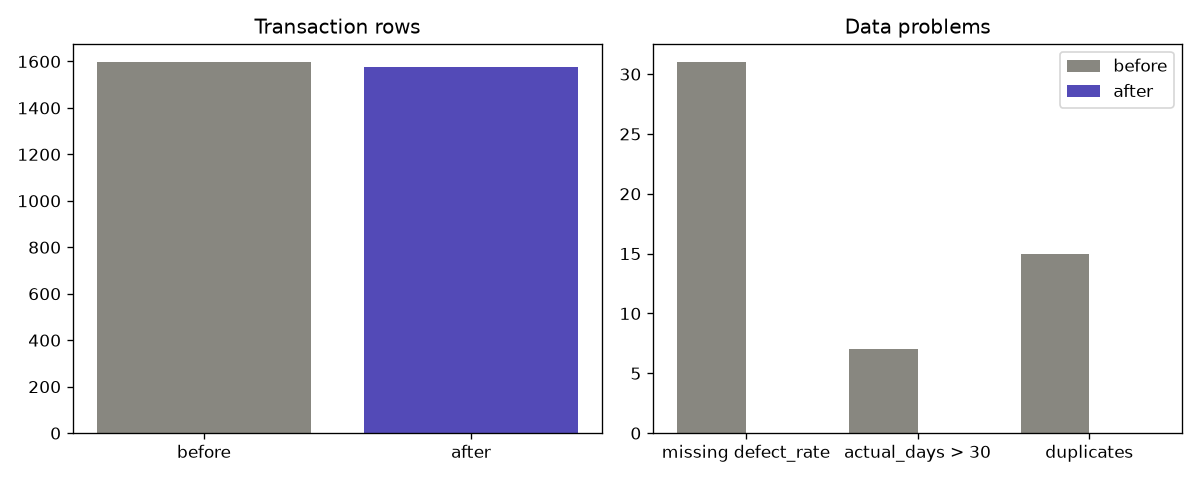 Transaction rows
1600
1400
1200
1000
800
600
400
200
0
before
after
Data problems
30
25
20
15
10
5
0
missing defect_rate
actual_days > 30
duplicates
before
after